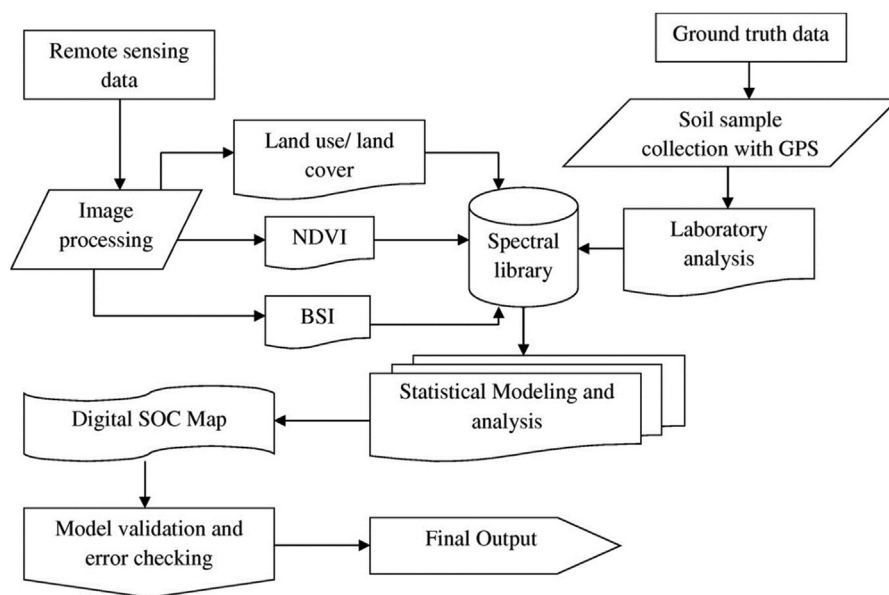 Remote sensing
data
Ground truth data
Soil sample
collection with GPS
Land use/ land
cover
Image
processing
NDVI
Spectral
library
Laboratory
analysis
BSI
Statistical Modeling and
analysis
Digital SOC Map
Model validation and
error checking
Final Output